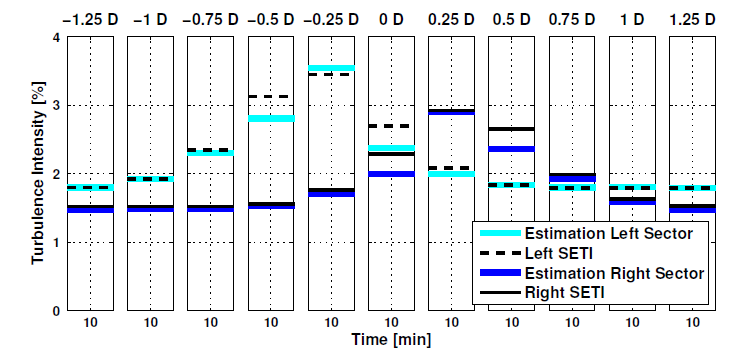 −1.25 D −1 D −0.75 D −0.5 D −0.25 D 0 D 0.25 D 0.5 D 0.75 D 1 D 1.25 D
4
3
2
1
0
Turbulence Intensity [%]
Estimation Left Sector
Left SETI
Estimation Right Sector
Right SETI
10 10 10 10 10 10 10 10 10 10 10
Time [min]